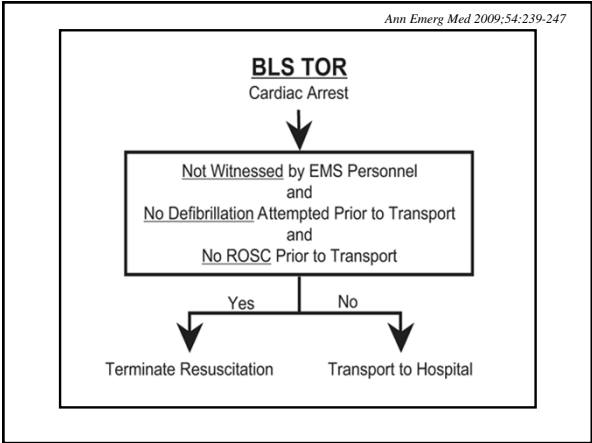 Ann Emerg Med 2009;54:239-247
BLS TOR
Cardiac Arrest
Not Witnessed by EMS Personnel
and
No Defibrillation Attempted Prior to Transport
and
No ROSC Prior to Transport
Yes
No
Terminate Resuscitation
Transport to Hospital